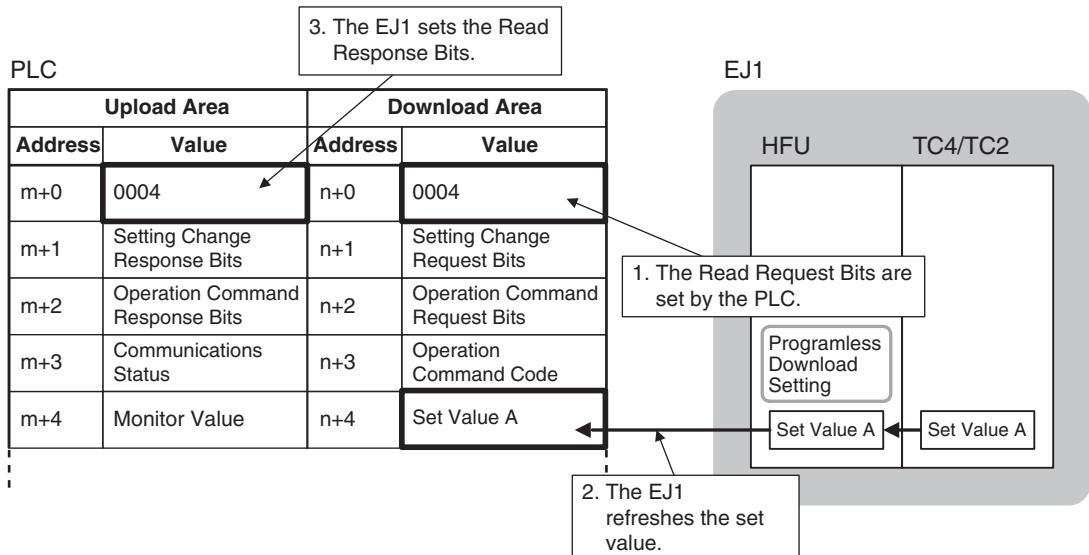 3. The EJ1 sets the Read
Response Bits.
PLC
EJ1
Upload Area
Download Area
Address
Value
Address
Value
HFU
TC4/TC2
m+0
0004
n+0
0004
m+1
Setting Change
Response Bits
n+1
Setting Change
Request Bits
1. The Read Request Bits are
set by the PLC.
m+2
Operation Command
Response Bits
n+2
Operation Command
Request Bits
m+3
Communications
Status
n+3
Operation
Command Code
Programless
Download
Setting
m+4
Monitor Value
n+4
Set Value A
Set Value A
Set Value A
2. The EJ1
refreshes the set
value.